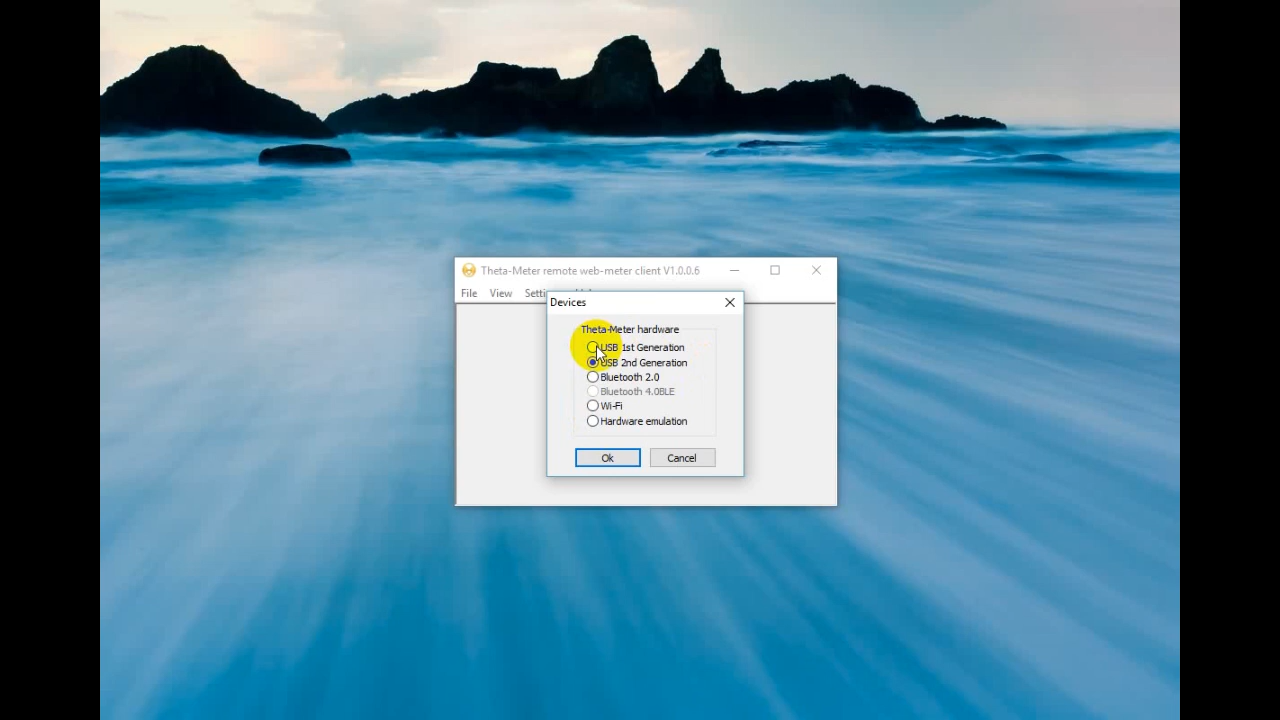 Theta-Meter remote web-meter client V1.0.0.6
File View
Devices
Theta-Meter hardware
USB 1st Generation
USB 2nd Generation
Bluetooth 2.0
Bluetooth 4.0BLE
Wi-Fi
Hardware emulation
Ok Cancel